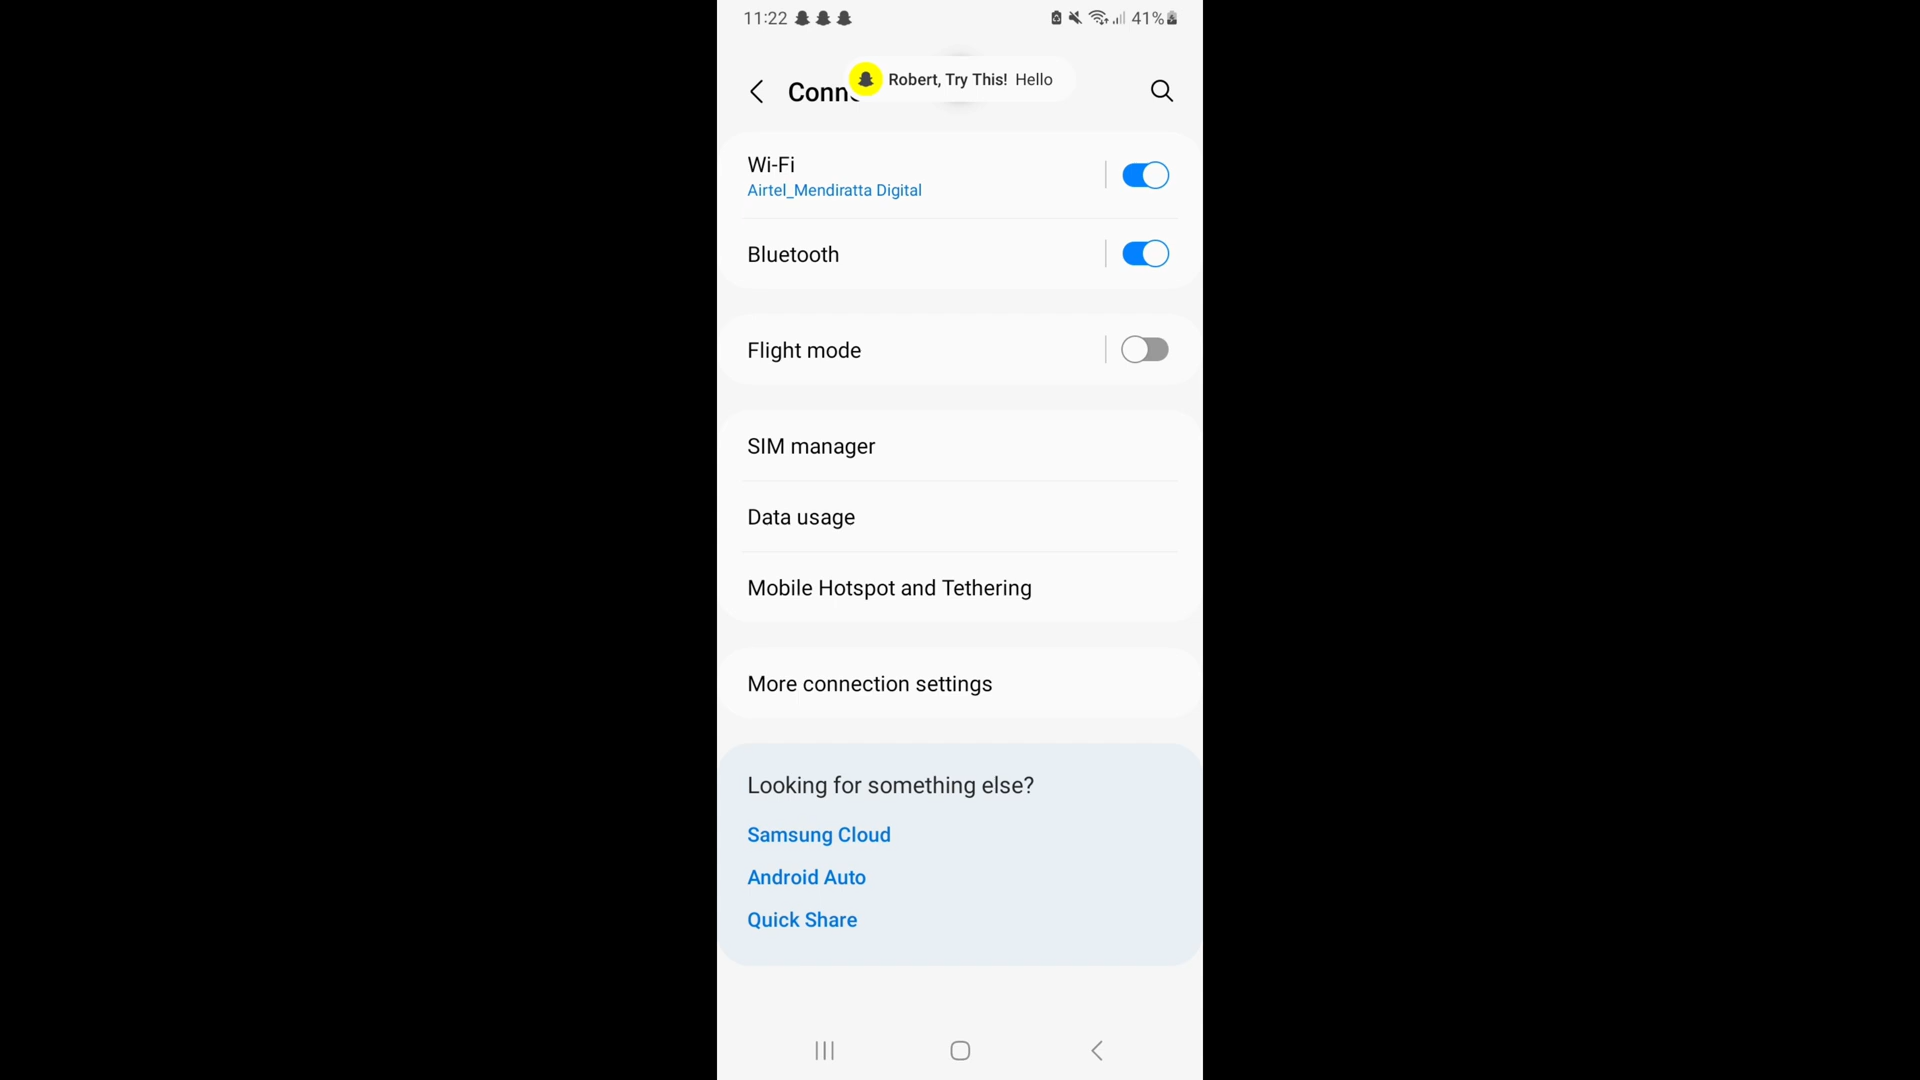 11:22
41%
Robert, Try This! Hello
Conn
Wi-Fi
Airtel_Mendiratta Digital
Bluetooth
Flight mode
SIM manager
Data usage
Mobile Hotspot and Tethering
More connection settings
Looking for something else?
Samsung Cloud
Android Auto
Quick Share